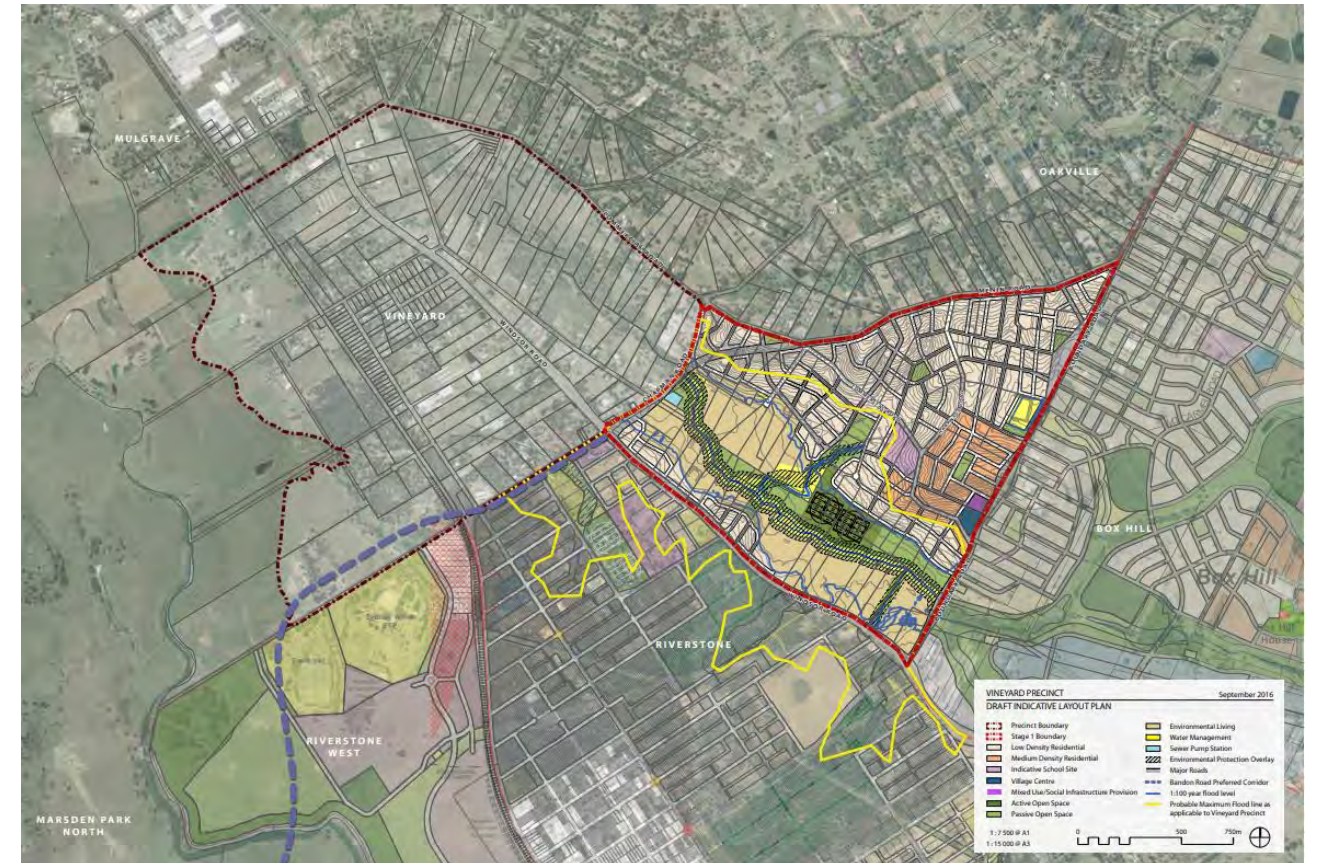 MULGRAVE
OAKVILLE
VINEYARD
WINDSOR ROAD
MENIN ROAD
BOX HILL
Box Hill
RIVERSTONE
RIVERSTONE
WEST
MARSDEN PARK
NORTH
VINEYARD PRECINCT
September 2016
DRAFT INDICATIVE LAYOUT PLAN
Precinct Boundary
Stage 1 Boundary
Low Density Residential
Medium Density Residential
Indicative School Site
Village Centre
Mixed Use/Social Infrastructure Provision
Active Open Space
Passive Open Space
Environmental Living
Water Management
Sewer Pump Station
Environmental Protection Overlay
Major Roads
Bandon Road Preferred Corridor
1:100 year flood level
Probable Maximum Flood line as
applicable to Vineyard Precinct
1 : 7 500 @ A1
1 : 15 000 @ A3
0 500 750m